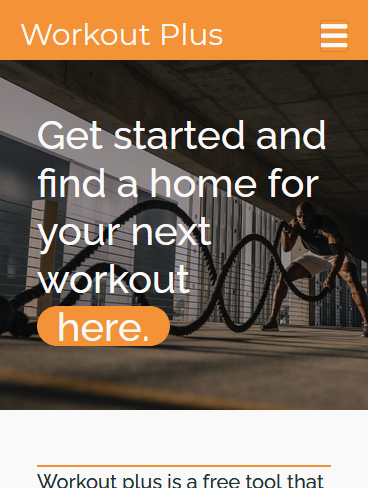 Workout Plus
Get started and
find a home for
your next
workout
here.
Workout plus is a free tool that